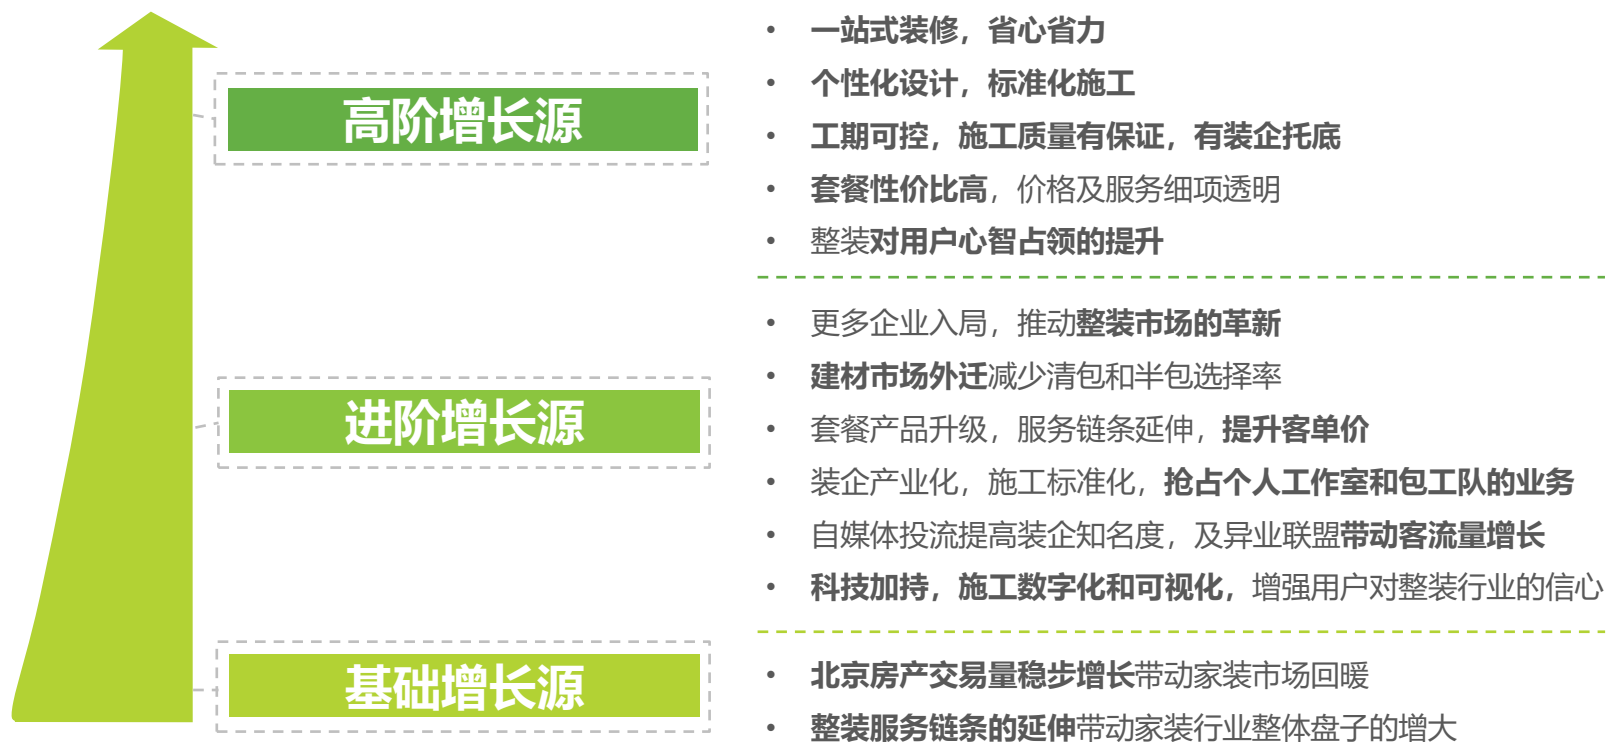 高阶增长源
• 一站式装修，省心省力
• 个性化设计，标准化施工
• 工期可控，施工质量有保证，有装企托底
• 套餐性价比高，价格及服务细项透明
• 整装对用户心智占领的提升
进阶增长源
• 更多企业入局，推动整装市场的革新
• 建材市场外迁减少清包和半包选择率
• 套餐产品升级，服务链条延伸，提升客单价
• 装企产业化，施工标准化，抢占个人工作室和包工队的业务
• 自媒体投流提高装企知名度，及异业联盟带动客流量增长
• 科技加持，施工数字化和可视化，增强用户对整装行业的信心
基础增长源
• 北京房产交易量稳步增长带动家装市场回暖
• 整装服务链条的延伸带动家装行业整体盘子的增大